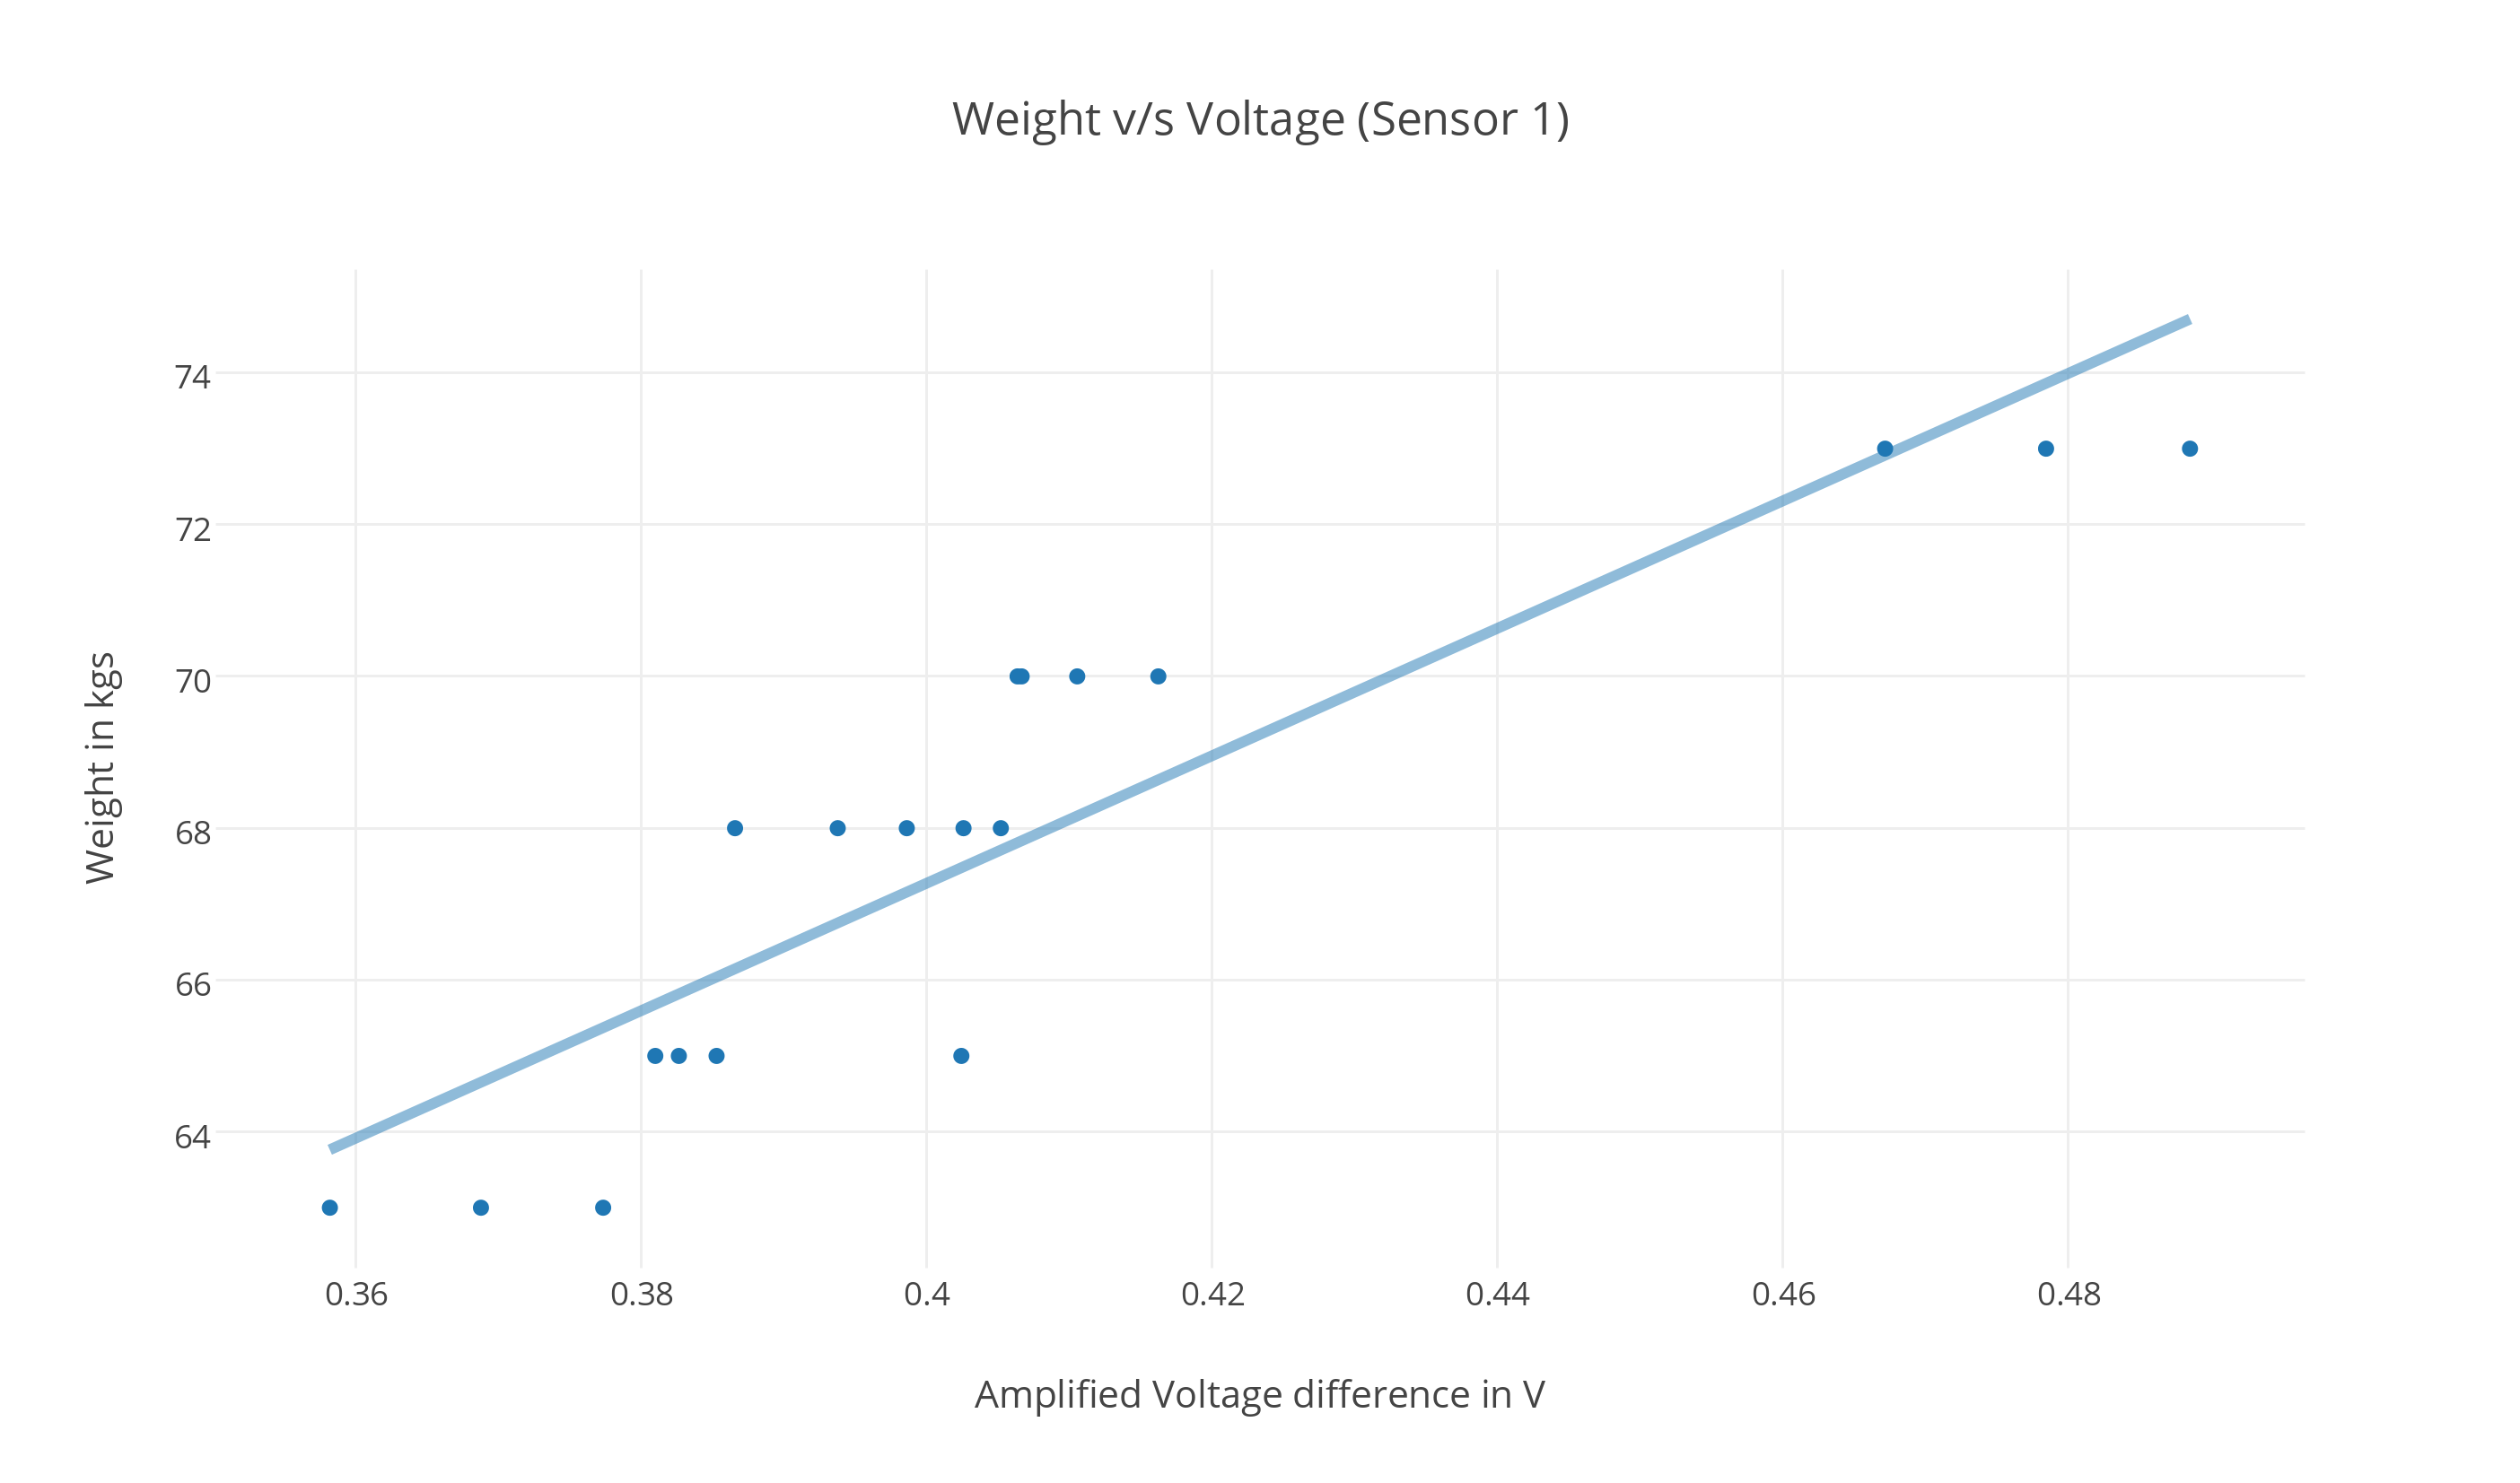 Weight v/s Voltage (Sensor 1)
Weight in kgs
74
72
70
68
66
64
0.36 0.38 0.4 0.42 0.44 0.46 0.48
Amplified Voltage difference in V